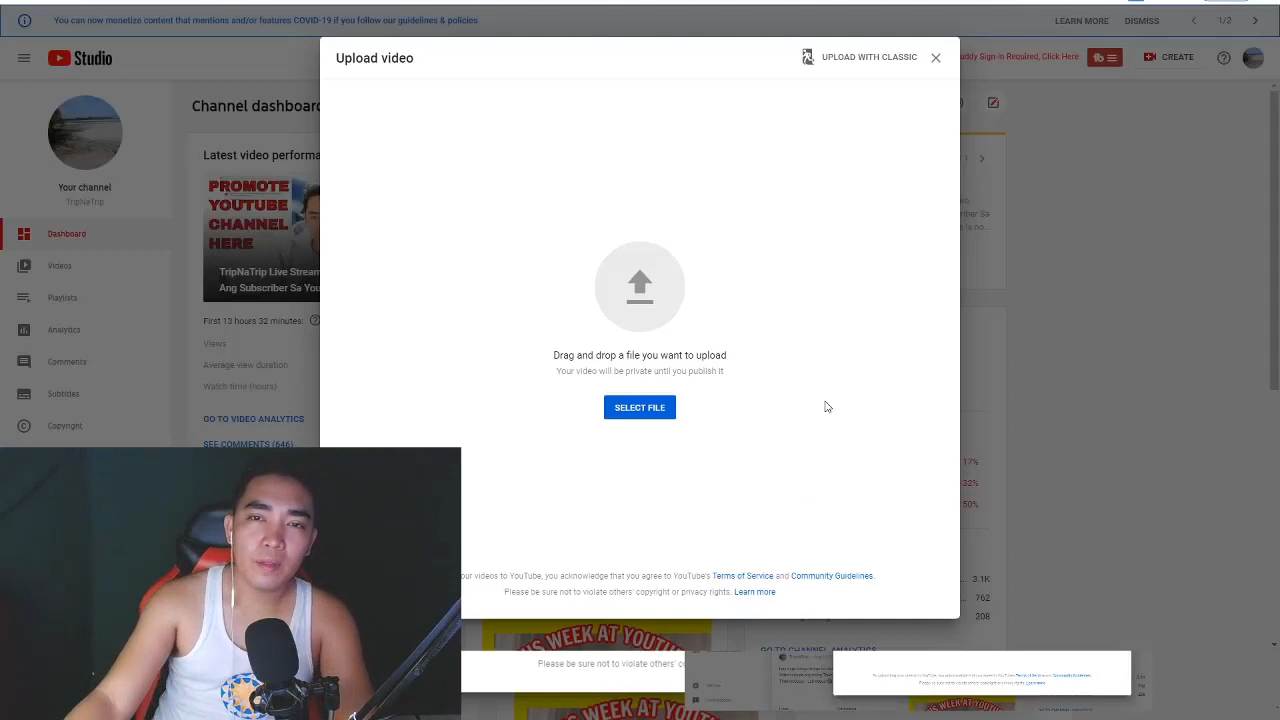 You can now monetize content that mentions and/or features COVID-19 if you follow our guidelines & policies
LEARN MORE
DISMISS
1/2
Studio
Upload video
UPLOAD WITH CLASSIC
Sign-in Required, Click Here
CREATE
Channel dashboard
Your channel
TripNaTrip
Dashboard
Videos
Playlists
Analytics
Comments
Subtitles
Copyright
Latest video performa
PROMOTE
YOUTUBE
CHANNEL
HERE
TripNaTrip Live Stream
Ang Subscriber Sa You
First 13 hours 32 minutes:
Views
Average view duration
Watch time (hours)
GO TO VIDEO ANALYTICS
SEE COMMENTS (646)
Drag and drop a file you want to upload
Your video will be private until you publish it
SELECT FILE
our videos to YouTube, you acknowledge that you agree to YouTube's Terms of Service and Community Guidelines.
Please be sure not to violate others' copyright or privacy rights. Learn more
17%
32%
50%
3.1K
762
208
IS WEEK AT YOUTU
GO TO CHANNEL ANALYTICS
Please be sure not to violate others' co